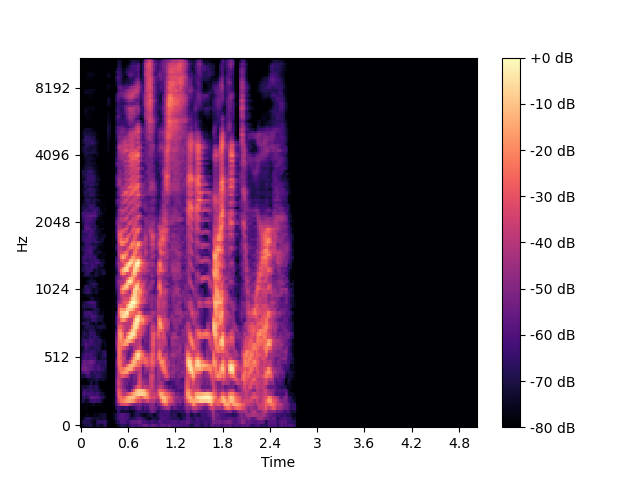 +0 dB
8192
-10 dB
4096
-20 dB
-30 dB
2048
Hz
-40 dB
1024
-50 dB
512
-60 dB
-70 dB
0
-80 dB
0 0.6 1.2 1.8 2.4 3 3.6 4.2 4.8
Time